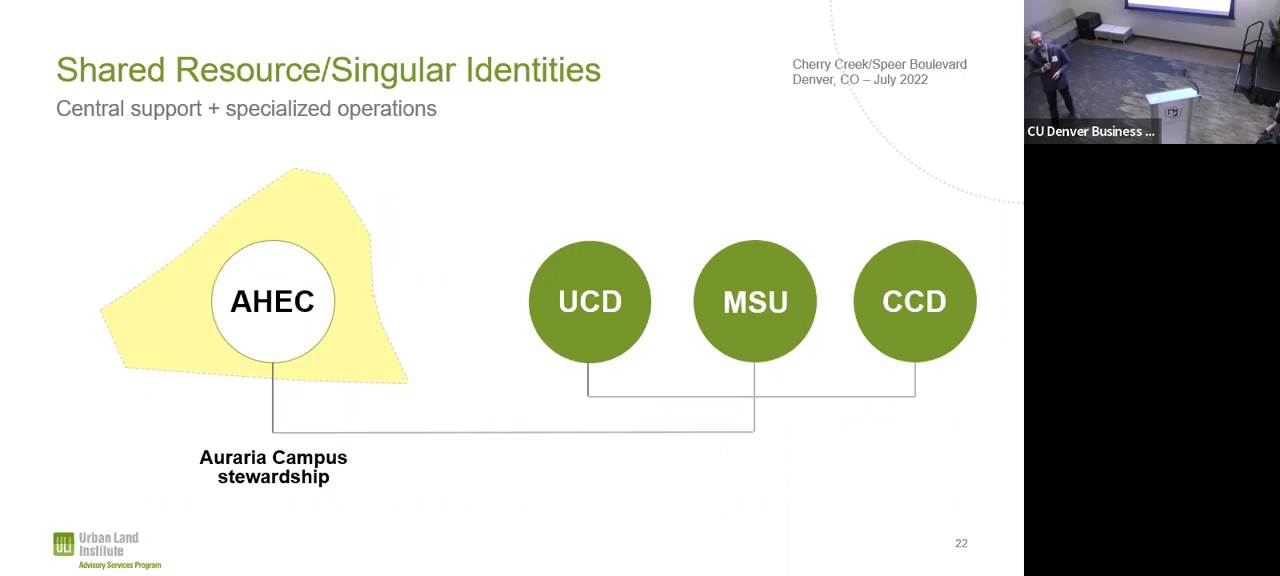 Shared Resource/Singular Identities
Central support + specialized operations
Cherry Creek/Speer Boulevard
Denver, CO – July 2022
CU Denver Business ...
AHEC
UCD
MSU
CCD
Auraria Campus
stewardship
ULI
Urban Land
Institute
Advisory Services Program
22